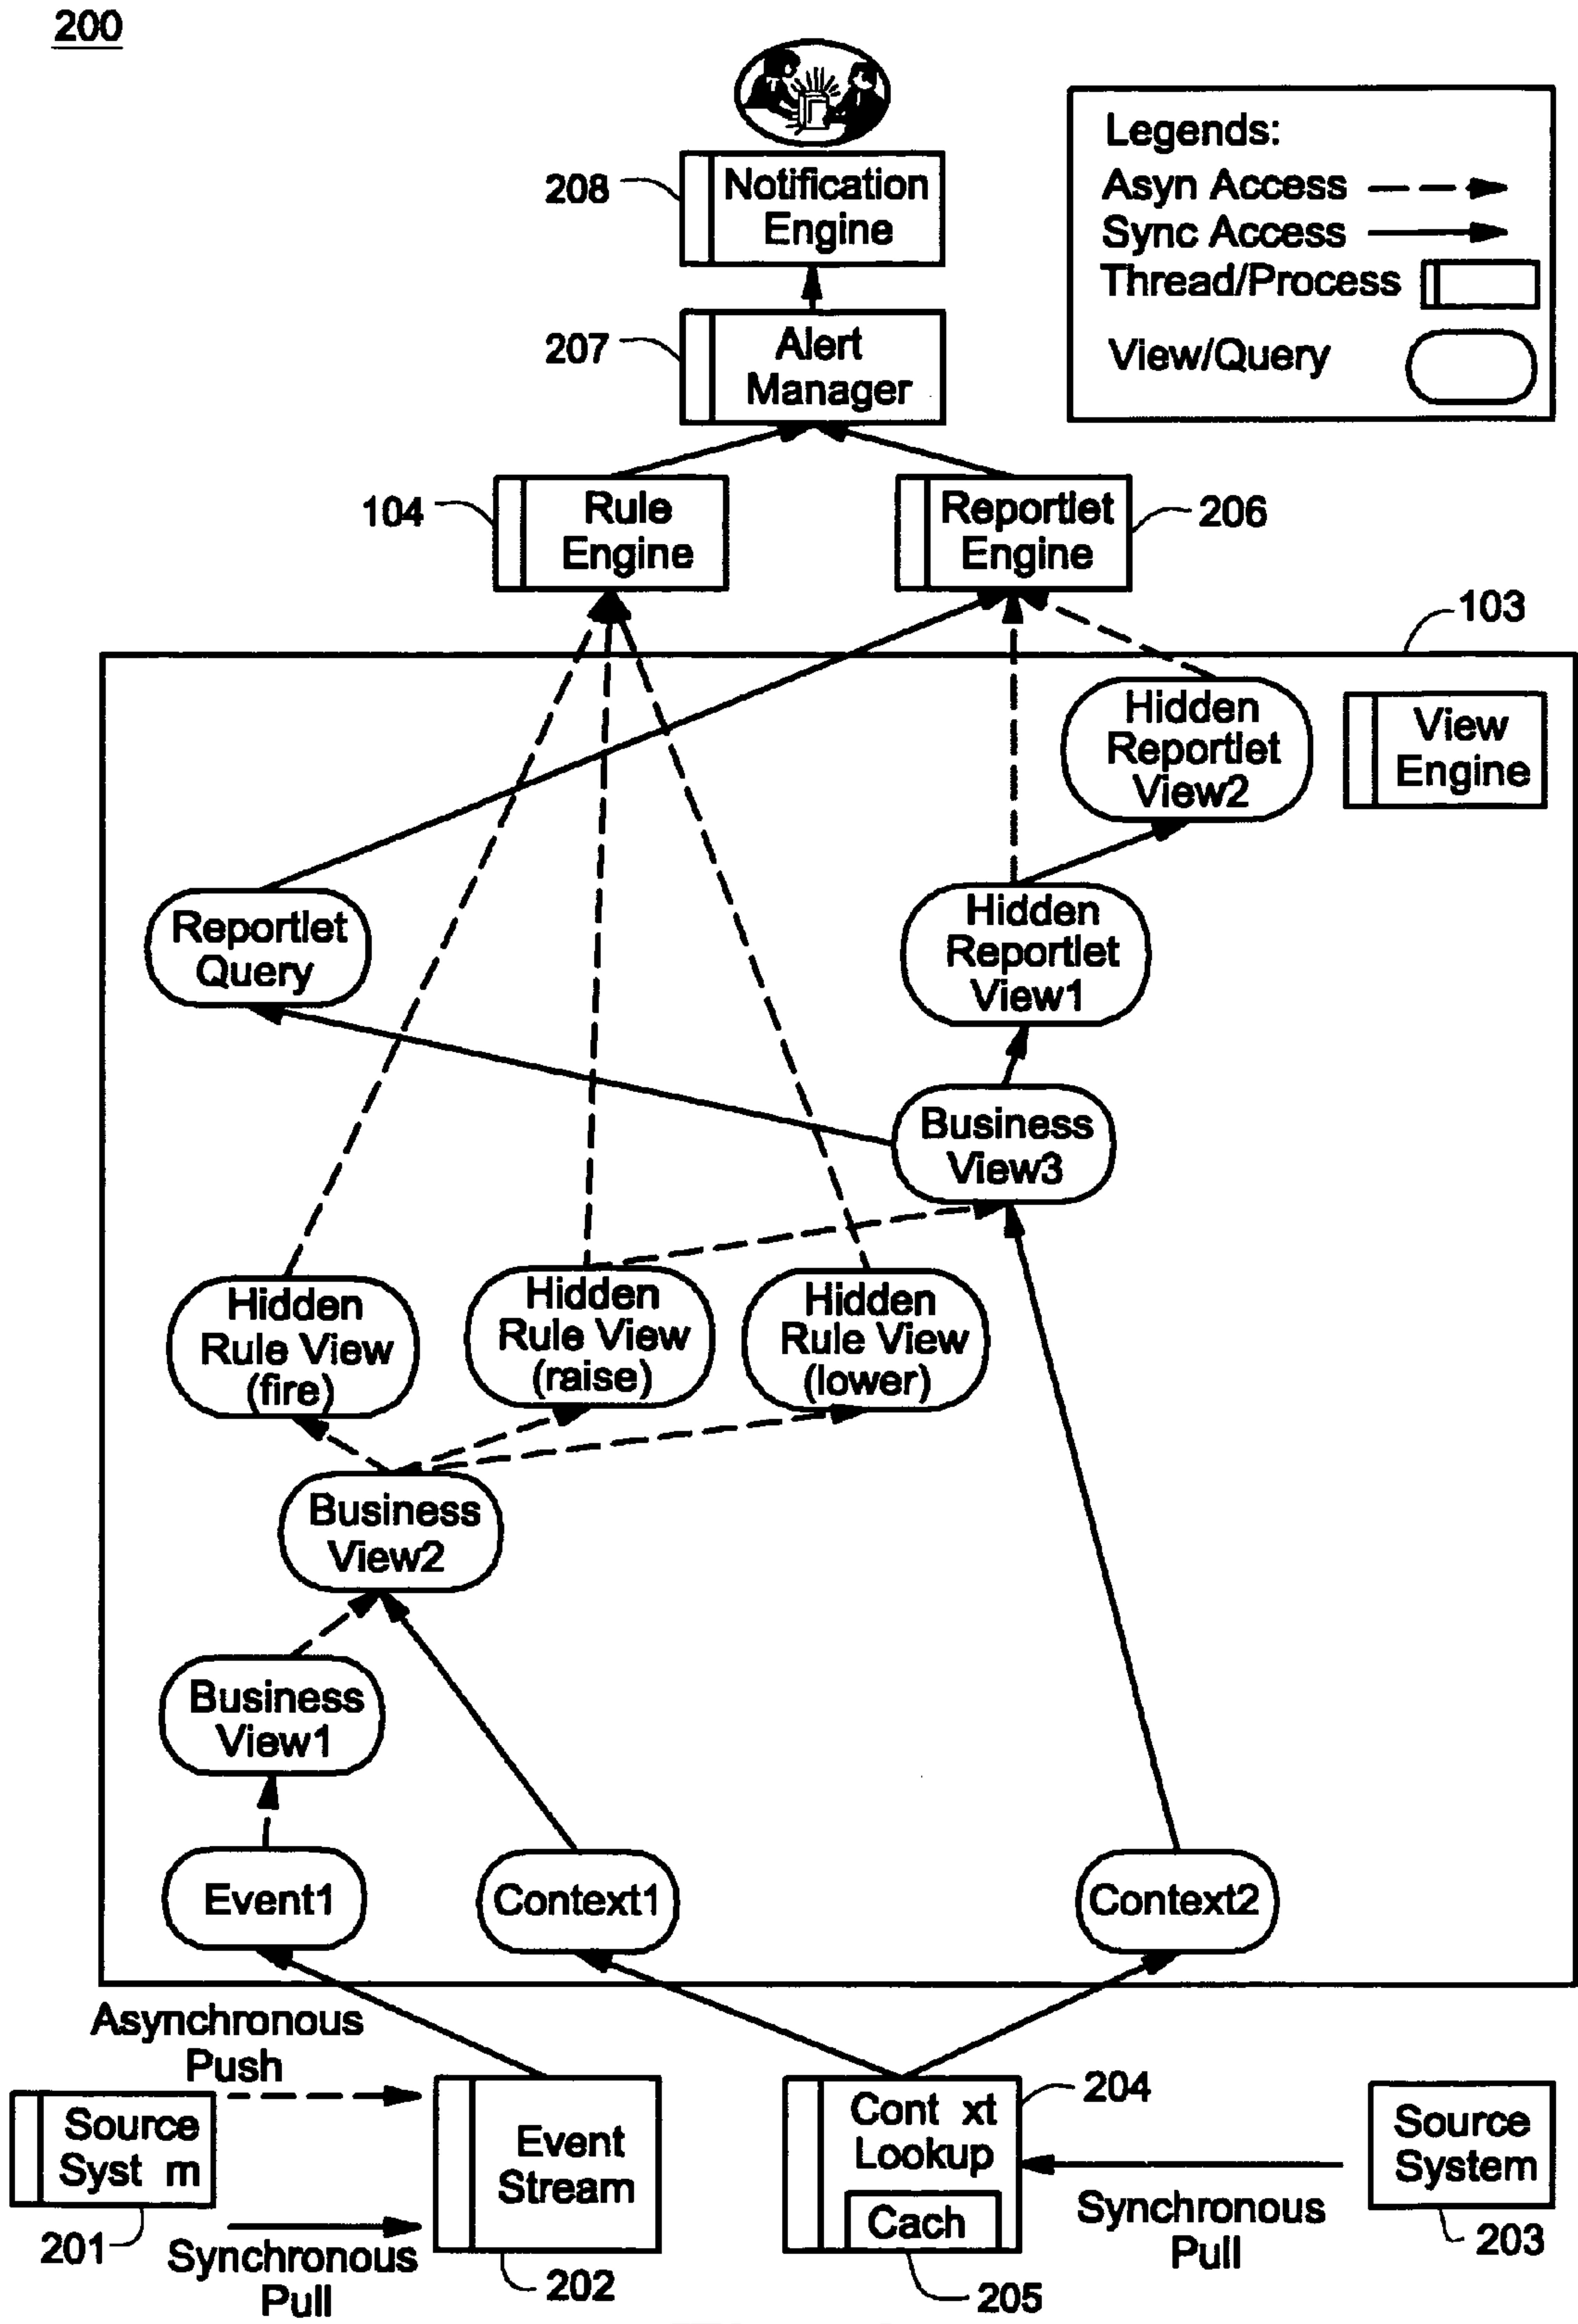 200
Legends:
Asyn Access
Sync Access
Thread/Process
View/Query
208
Notification
Engine
207
Alert
Manager
104
Rule
Engine
Reportlet
Engine
206
103
Hidden
Reportlet
View2
View
Engine
Reportlet
Query
Hidden
Reportlet
View1
Business
View3
Hidden
Rule View
(fire)
Hidden
Rule View
(raise)
Hidden
Rule View
(lower)
Business
View2
Business
View1
Event1
Context1
Context2
Asynchronous
Push
Source
Syst m
201
Synchronous
Pull
Event
Stream
202
Cont xt
Lookup
204
Cach
205
Synchronous
Pull
Source
System
203